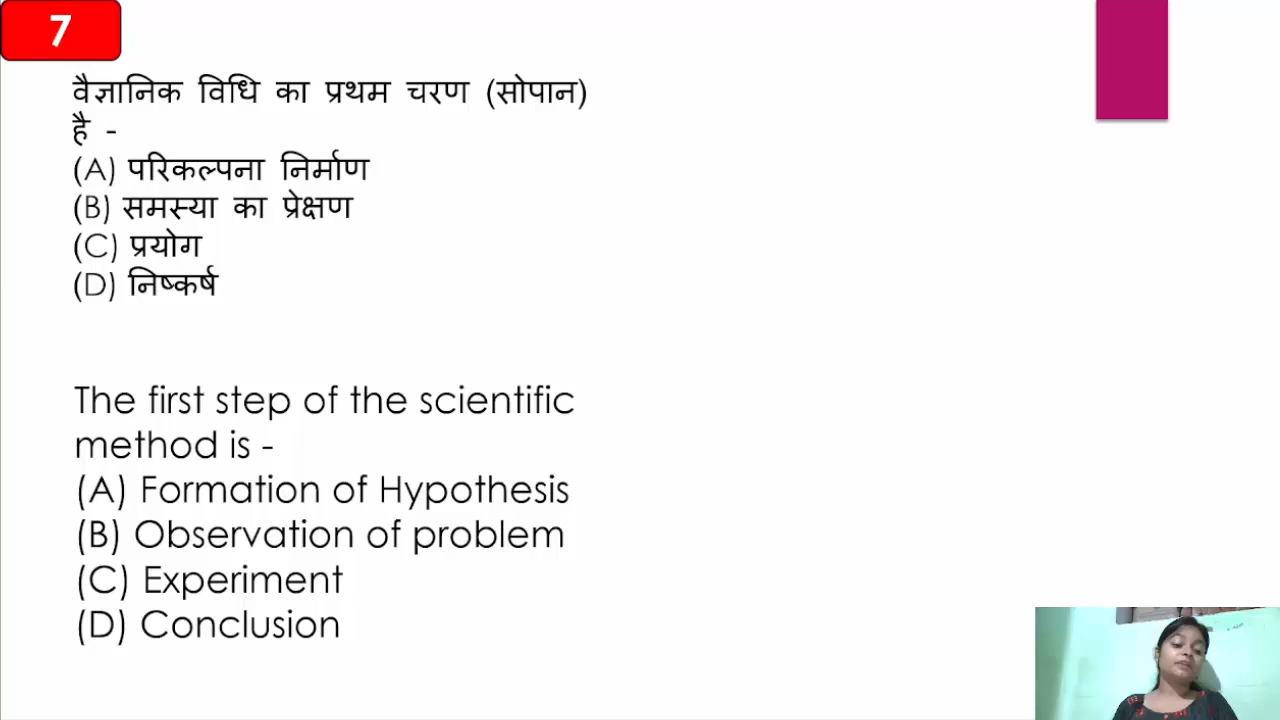 7
वैज्ञानिक विधि का प्रथम चरण (सोपान)
है -
(A) परिकल्पना निर्माण
(B) समस्या का प्रेक्षण
(C) प्रयोग
(D) निष्कर्ष
The first step of the scientific
method is -
(A) Formation of Hypothesis
(B) Observation of problem
(C) Experiment
(D) Conclusion